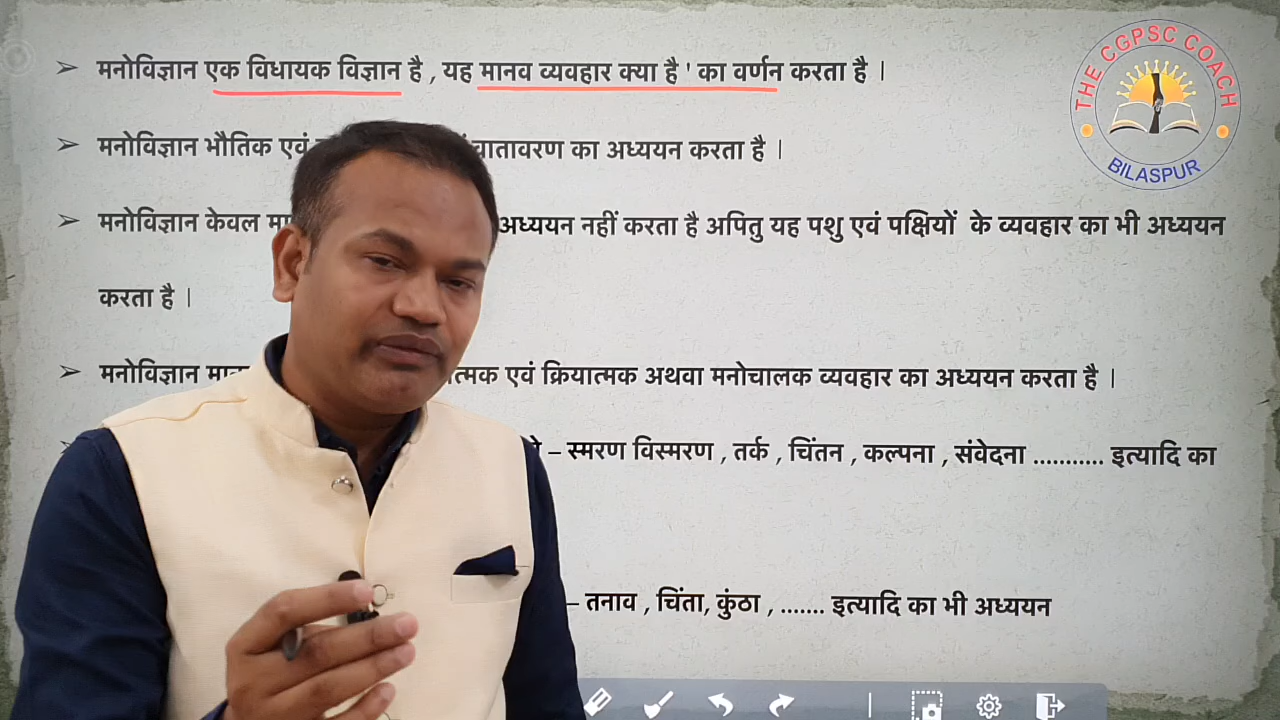 मनोविज्ञान एक विधायक विज्ञान है , यह मानव व्यवहार क्या है ' का वर्णन करता है |
मनोविज्ञान भौतिक एवं वातावरण का अध्ययन करता है |
मनोविज्ञान केवल अध्ययन नहीं करता है अपितु यह पशु एवं पक्षियों के व्यवहार का भी अध्ययन
करता है |
मनोविज्ञान एवं क्रियात्मक अथवा मनोचालक व्यवहार का अध्ययन करता है |
– स्मरण विस्मरण , तर्क , चिंतन , कल्पना , संवेदना ........... इत्यादि का
– तनाव , चिंता, कुंठा , ....... इत्यादि का भी अध्ययन
THE CGPSC COACH
BILASPUR